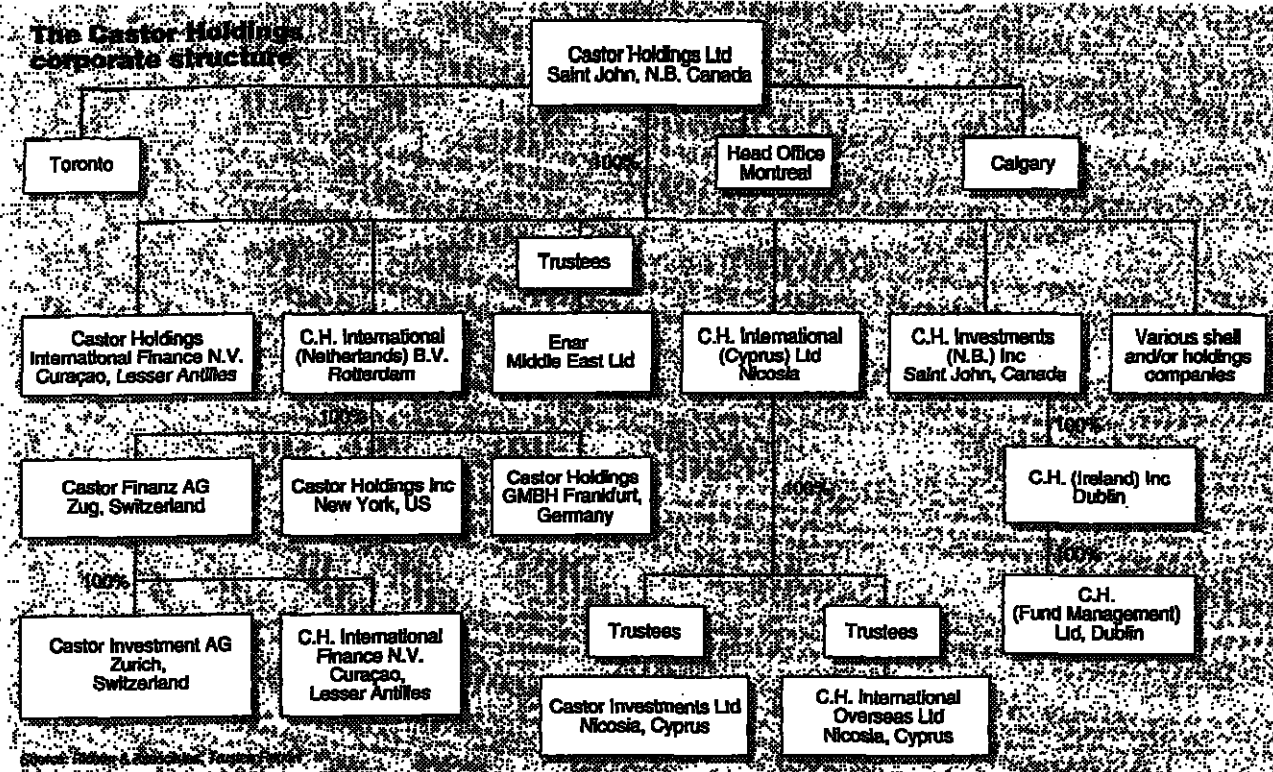 The Castor Holdings
corporate structure
Castor Holdings Ltd
Saint John, N.B. Canada
Toronto
100%
Head Office
Montreal
Calgary
Trustees
Castor Holdings
International Finance N.V.
Curaçao, Lesser Antilles
C.H. International
(Netherlands) B.V.
Rotterdam
Enar
Middle East Ltd
C.H. International
(Cyprus) Ltd
Nicosia
C.H. Investments
(N.B.) Inc
Saint John, Canada
Various shell
and/or holdings
companies
100%
100%
Castor Finanz AG
Zug, Switzerland
Castor Holdings Inc
New York, US
Castor Holdings
GMBH Frankfurt,
Germany
100%
C.H. (Ireland) Inc
Dublin
100%
100%
Castor Investment AG
Zurich,
Switzerland
C.H. International
Finance N.V.
Curaçao,
Lesser Antilles
Trustees
Trustees
C.H.
(Fund Management)
Ltd, Dublin
Castor Investments Ltd
Nicosia, Cyprus
C.H. International
Overseas Ltd
Nicosia, Cyprus
Source: & Associates,